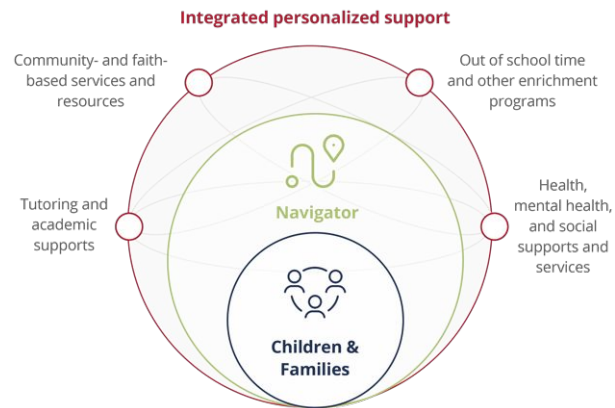 Integrated personalized support
Community- and faith-
based services and
resources
Out of school time
and other enrichment
programs
Navigator
Tutoring and
academic
supports
Health,
mental health,
and social
supports and
services
Children &
Families